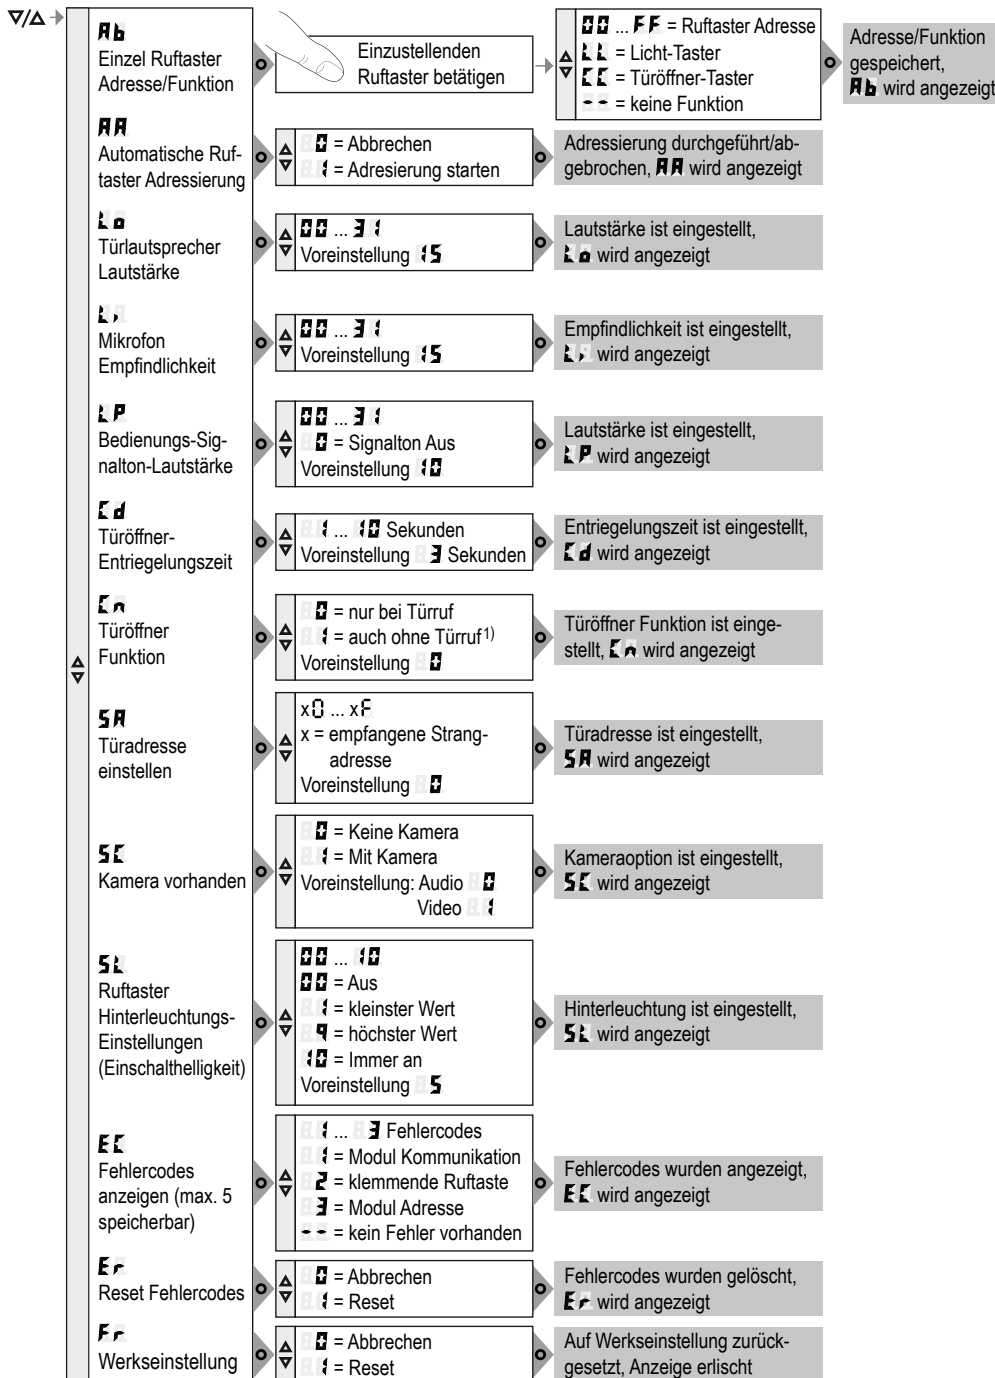 ∇/Δ
Ab
Einzel Ruftaster
Adresse/Funktion
Einzustellenden
Ruftaster betätigen
00 ... FF = Ruftaster Adresse
LL = Licht-Taster
CC = Türöffner-Taster
-- = keine Funktion
Adresse/Funktion
gespeichert,
Ab wird angezeigt
AA
Automatische Ruf-
taster Adressierung
0 = Abbrechen
1 = Adresierung starten
Adressierung durchgeführt/ab-
gebrochen, AA wird angezeigt
Lo
Türlautsprecher
Lautstärke
00 ... 31
Voreinstellung 15
Lautstärke ist eingestellt,
Lo wird angezeigt
Li
Mikrofon
Empfindlichkeit
00 ... 31
Voreinstellung 15
Empfindlichkeit ist eingestellt,
Li wird angezeigt
LP
Bedienungs-Sig-
nalton-Lautstärke
00 ... 31
0 = Signalton Aus
Voreinstellung 10
Lautstärke ist eingestellt,
LP wird angezeigt
Cd
Türöffner-
Entriegelungszeit
1 ... 10 Sekunden
Voreinstellung 3 Sekunden
Entriegelungszeit ist eingestellt,
Cd wird angezeigt
Cn
Türöffner
Funktion
0 = nur bei Türruf
1 = auch ohne Türruf1)
Voreinstellung 0
Türöffner Funktion ist einge-
stellt, Cn wird angezeigt
SA
Türadresse
einstellen
x0 ... xF
x = empfangene Strang-
adresse
Voreinstellung 0
Türadresse ist eingestellt,
SA wird angezeigt
SC
Kamera vorhanden
0 = Keine Kamera
1 = Mit Kamera
Voreinstellung: Audio 0
Video 1
Kameraoption ist eingestellt,
SC wird angezeigt
SL
Ruftaster
Hinterleuchtungs-
Einstellungen
(Einschalthelligkeit)
00 ... 10
00 = Aus
1 = kleinster Wert
9 = höchster Wert
10 = Immer an
Voreinstellung 5
Hinterleuchtung ist eingestellt,
SL wird angezeigt
EC
Fehlercodes
anzeigen (max. 5
speicherbar)
1 ... 3 Fehlercodes
1 = Modul Kommunikation
2 = klemmende Ruftaste
3 = Modul Adresse
-- = kein Fehler vorhanden
Fehlercodes wurden angezeigt,
EC wird angezeigt
Er
Reset Fehlercodes
0 = Abbrechen
1 = Reset
Fehlercodes wurden gelöscht,
Er wird angezeigt
Fr
Werkseinstellung
0 = Abbrechen
1 = Reset
Auf Werkseinstellung zurück-
gesetzt, Anzeige erlischt